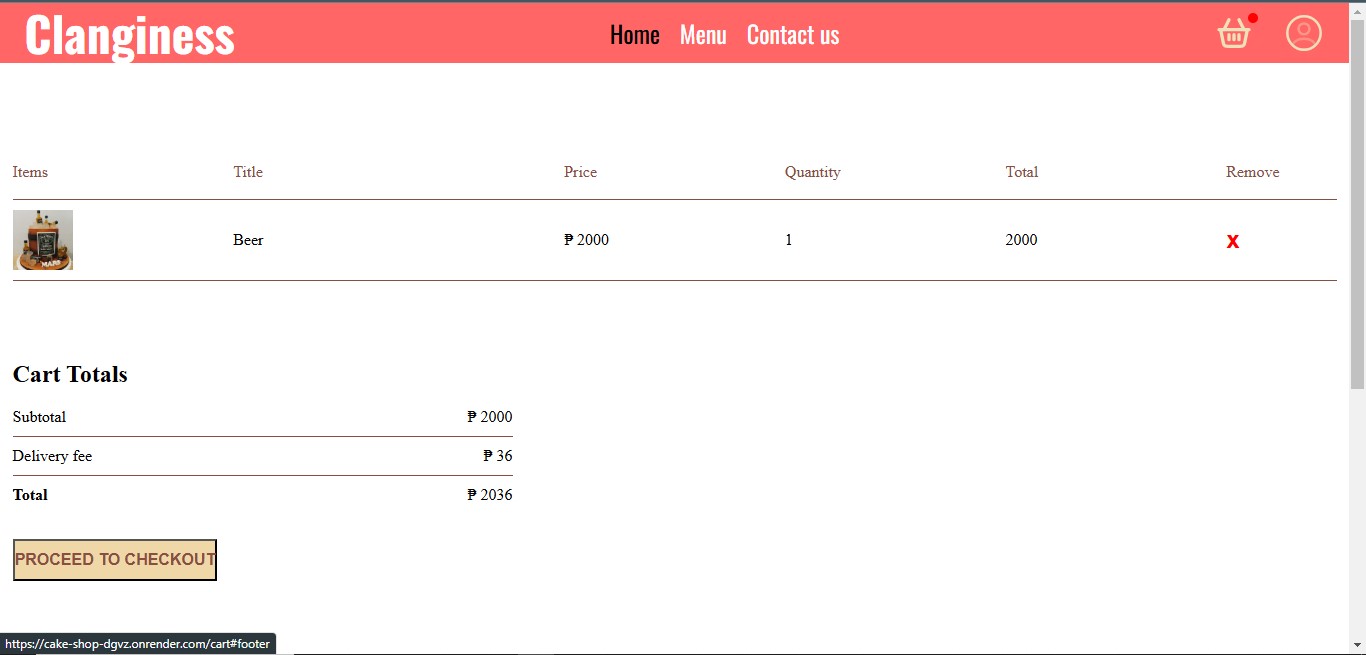 Clanginess
Home Menu Contact us
Items Title Price Quantity Total Remove
Beer ₱ 2000 1 2000 X
Cart Totals
Subtotal ₱ 2000
Delivery fee ₱ 36
Total ₱ 2036
PROCEED TO CHECKOUT
https://cake-shop-dgvz.onrender.com/cart#footer